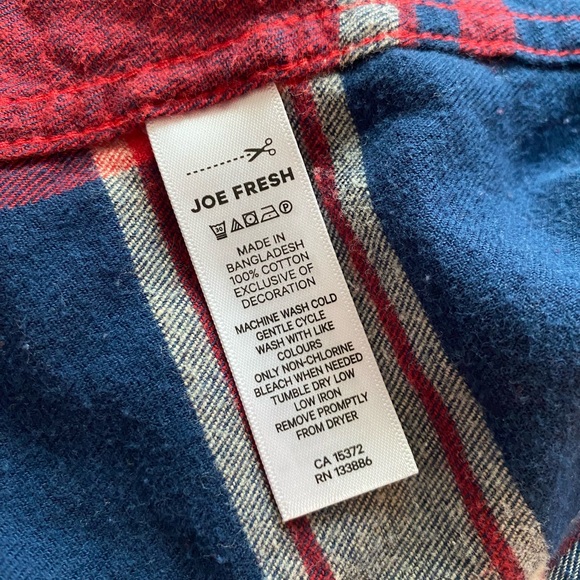 JOE FRESH
30 P
MADE IN
BANGLADESH
100% COTTON
EXCLUSIVE OF
DECORATION
MACHINE WASH COLD
GENTLE CYCLE
WASH WITH LIKE
COLOURS
ONLY NON-CHLORINE
BLEACH WHEN NEEDED
TUMBLE DRY LOW
LOW IRON
REMOVE PROMPTLY
FROM DRYER
CA 15372
RN 133886